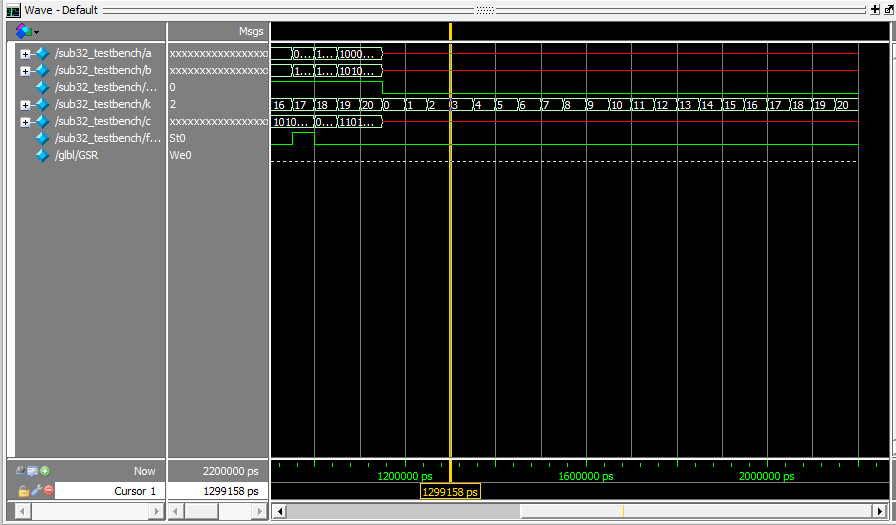 Wave - Default
Msgs
/sub32_testbench/a xxxxxxxxxxxxxxxxxx 0... 1... 1000...
/sub32_testbench/b xxxxxxxxxxxxxxxxxx 1... 1... 1010...
/sub32_testbench/... 0
/sub32_testbench/k 2 16 17 18 19 20 0 1 2 3 4 5 6 7 8 9 10 11 12 13 14 15 16 17 18 19 20
/sub32_testbench/c xxxxxxxxxxxxxxxxxx 1010... 0... 1101...
/sub32_testbench/f... St0
/glbl/GSR We0
Now 2200000 ps 1200000 ps 1600000 ps 2000000 ps
Cursor 1 1299158 ps 1299158 ps